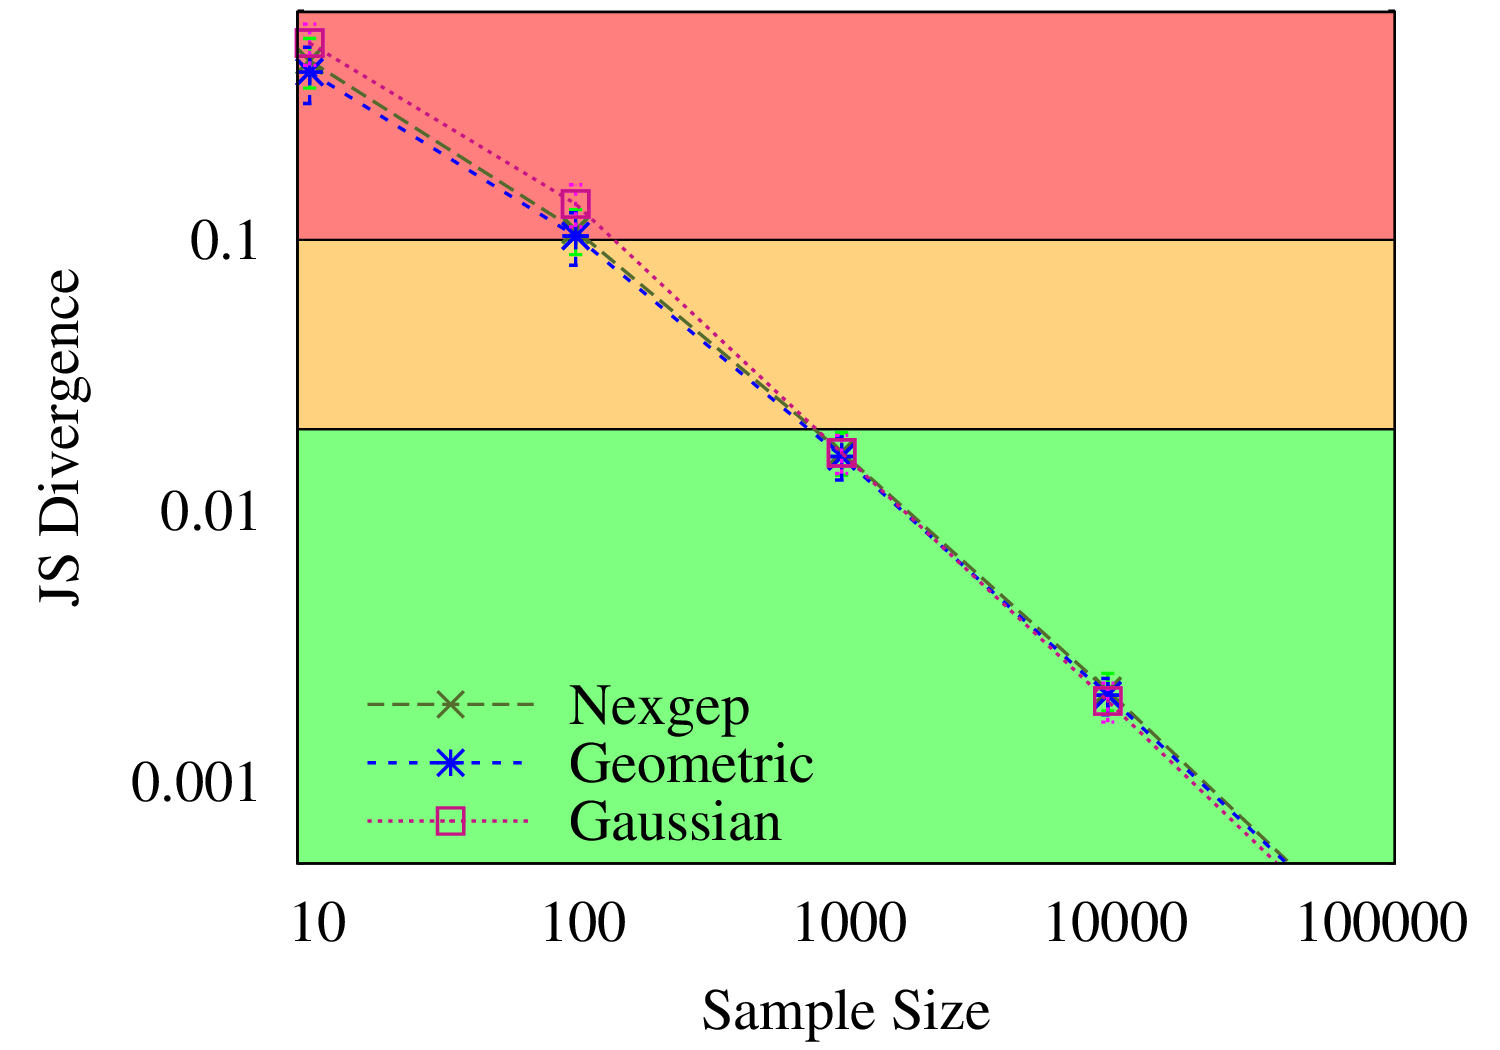 0.1
0.01
0.001
JS Divergence
Nexgep
Geometric
Gaussian
10 100 1000 10000 100000
Sample Size